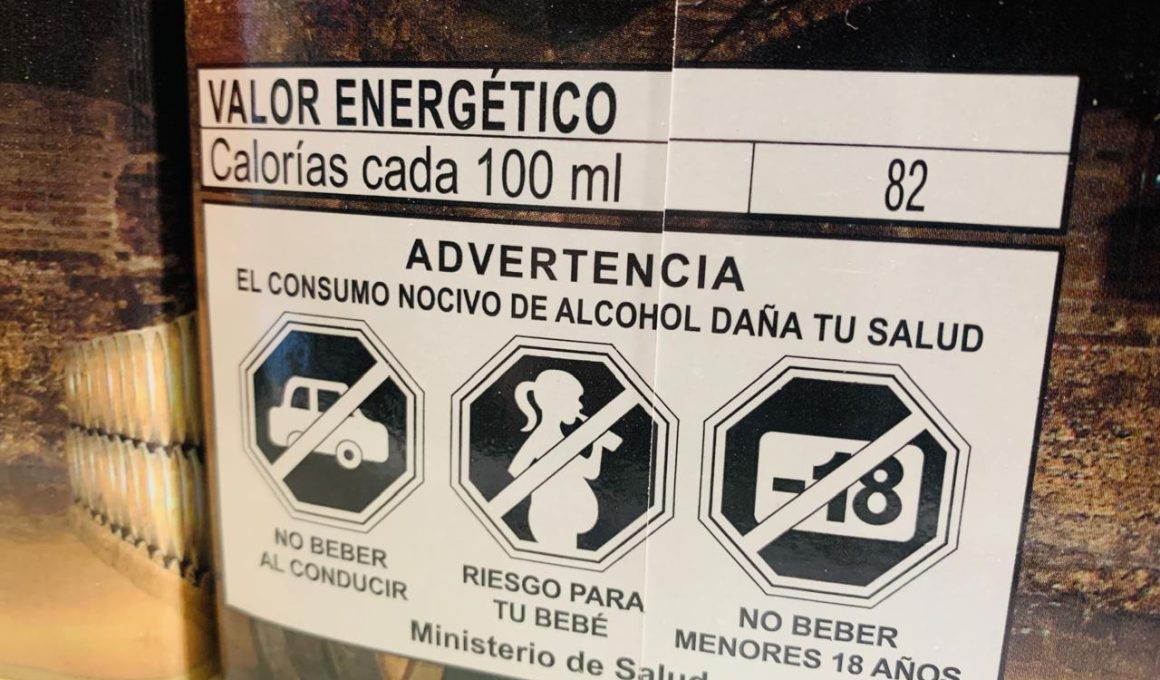 VALOR ENERGÉTICO
Calorías cada 100 ml 82
ADVERTENCIA
EL CONSUMO NOCIVO DE ALCOHOL DAÑA TU SALUD
-18
NO BEBER
AL CONDUCIR
RIESGO PARA
TU BEBÉ
NO BEBER
MENORES 18 AÑOS
Ministerio de Salud